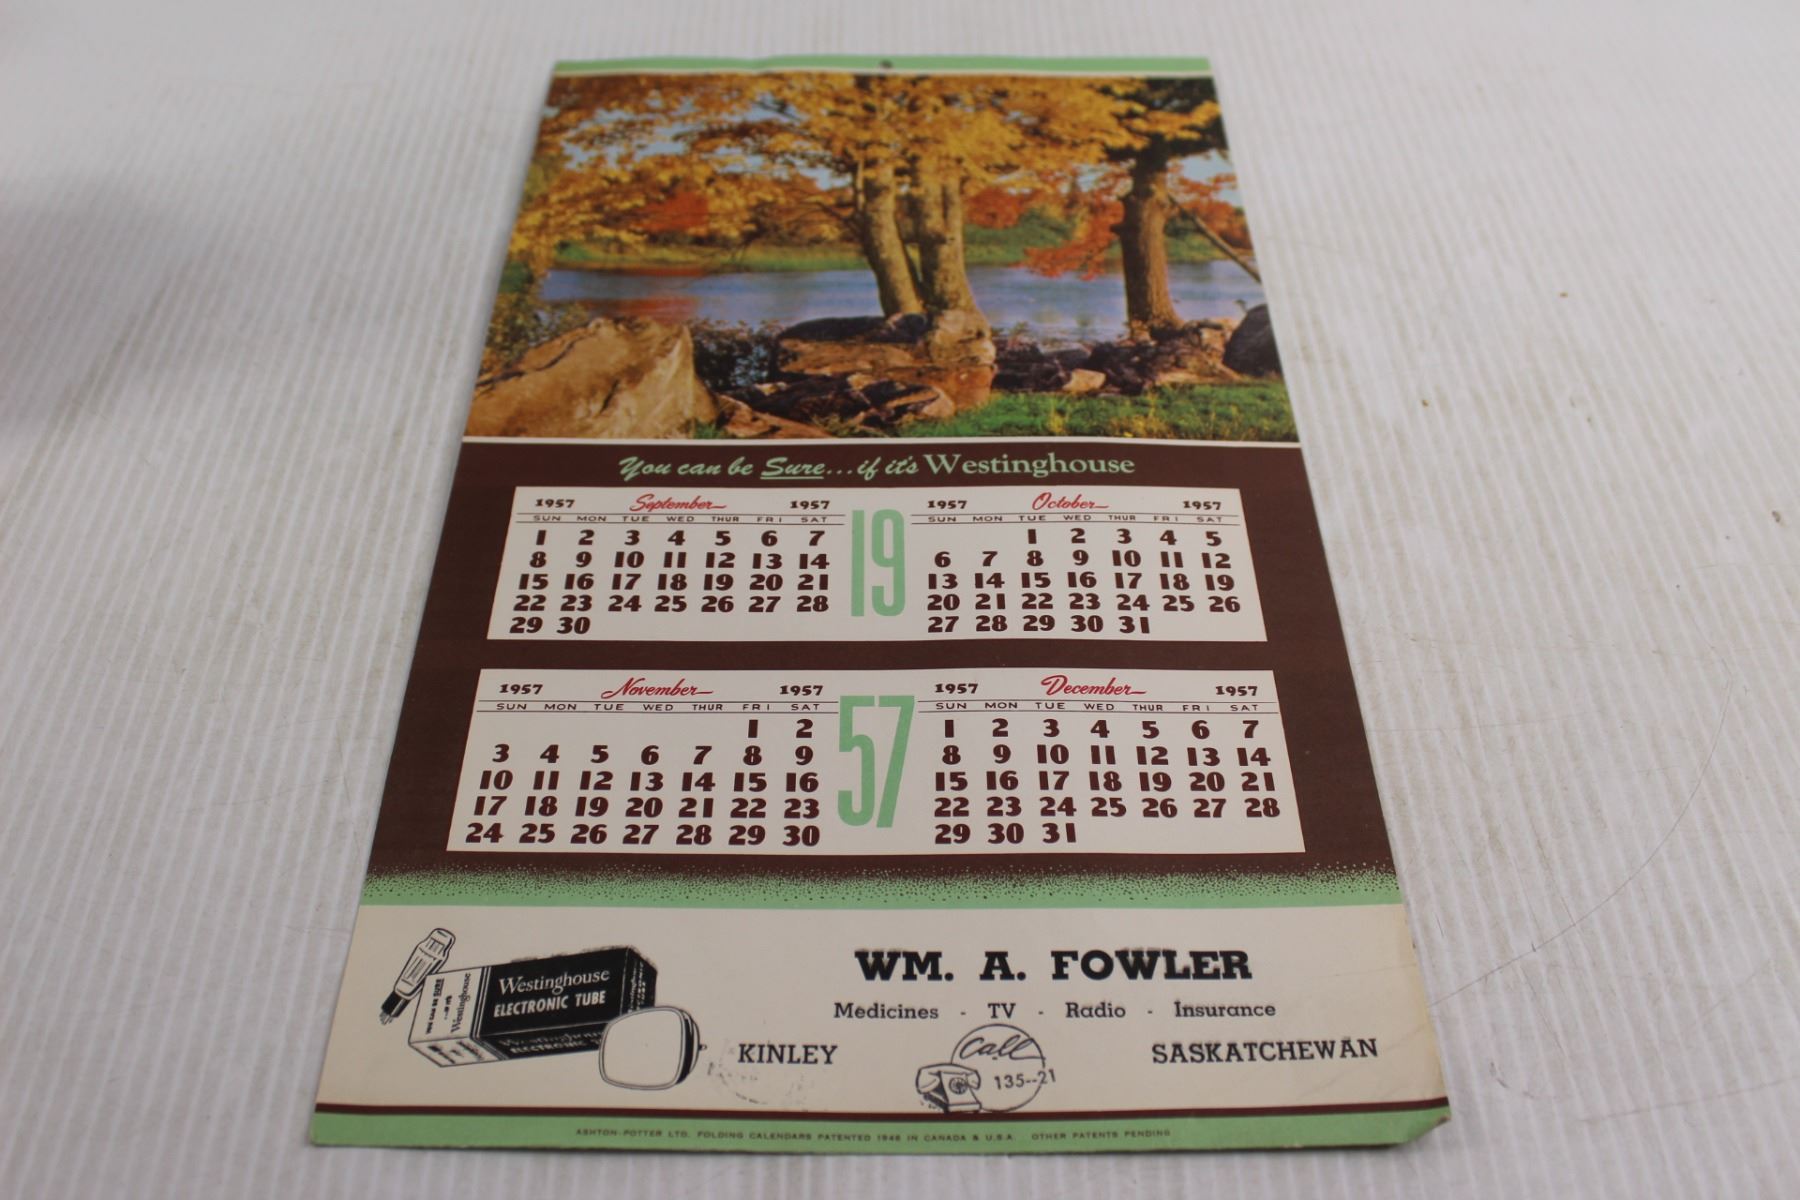 You can be Sure...if it's Westinghouse
1957 September 1957
SUN MON TUE WED THUR FRI SAT
1 2 3 4 5 6 7
8 9 10 11 12 13 14
15 16 17 18 19 20 21
22 23 24 25 26 27 28
29 30
19
1957 October 1957
SUN MON TUE WED THUR FRI SAT
1 2 3 4 5
6 7 8 9 10 11 12
13 14 15 16 17 18 19
20 21 22 23 24 25 26
27 28 29 30 31
1957 November 1957
SUN MON TUE WED THUR FRI SAT
1 2
3 4 5 6 7 8 9
10 11 12 13 14 15 16
17 18 19 20 21 22 23
24 25 26 27 28 29 30
57
1957 December 1957
SUN MON TUE WED THUR FRI SAT
1 2 3 4 5 6 7
8 9 10 11 12 13 14
15 16 17 18 19 20 21
22 23 24 25 26 27 28
29 30 31
YOU CAN BE SURE
...if it's
Westinghouse
Westinghouse
ELECTRONIC TUBE
Westinghouse
ELECTRONIC
WM. A. FOWLER
Medicines - TV - Radio - Insurance
KINLEY
Call
135--21
SASKATCHEWAN
ASHTON-POTTER LTD. FOLDING CALENDARS PATENTED 1948 IN CANADA & U.S.A. OTHER PATENTS PENDING